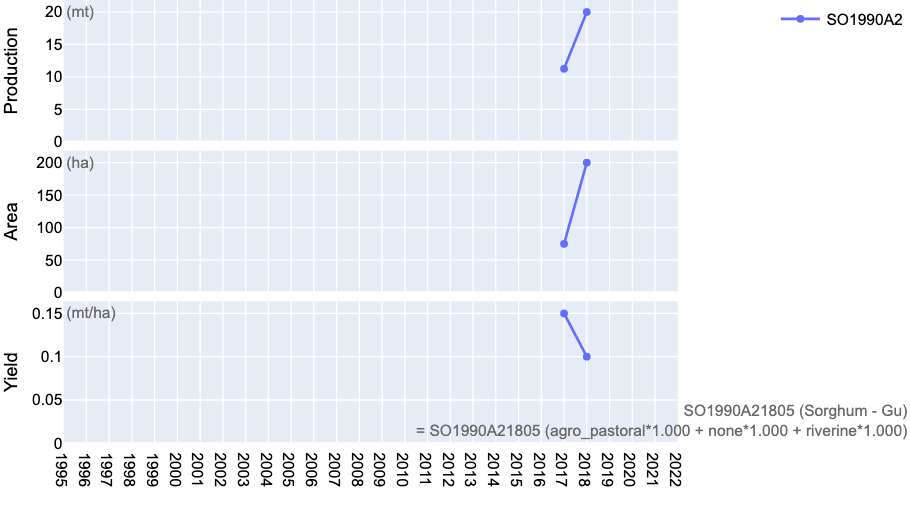 20 (mt)
SO1990A2
15
Production
10
5
0
200 (ha)
150
Area
100
50
0
0.15 (mt/ha)
0.1
Yield
0.05
SO1990A21805 (Sorghum - Gu)
= SO1990A21805 (agro_pastoral*1.000 + none*1.000 + riverine*1.000)
0
1995 1996 1997 1998 1999 2000 2001 2002 2003 2004 2005 2006 2007 2008 2009 2010 2011 2012 2013 2014 2015 2016 2017 2018 2019 2020 2021 2022